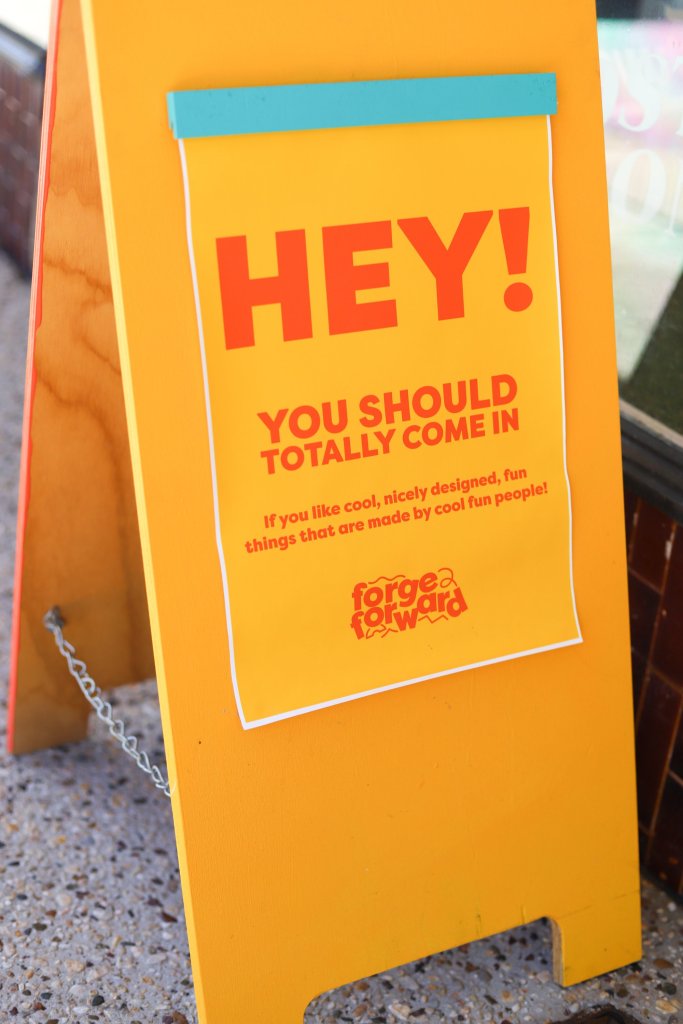 HEY!
YOU SHOULD
TOTALLY COME IN
If you like cool, nicely designed, fun
things that are made by cool fun people!
forge
forward